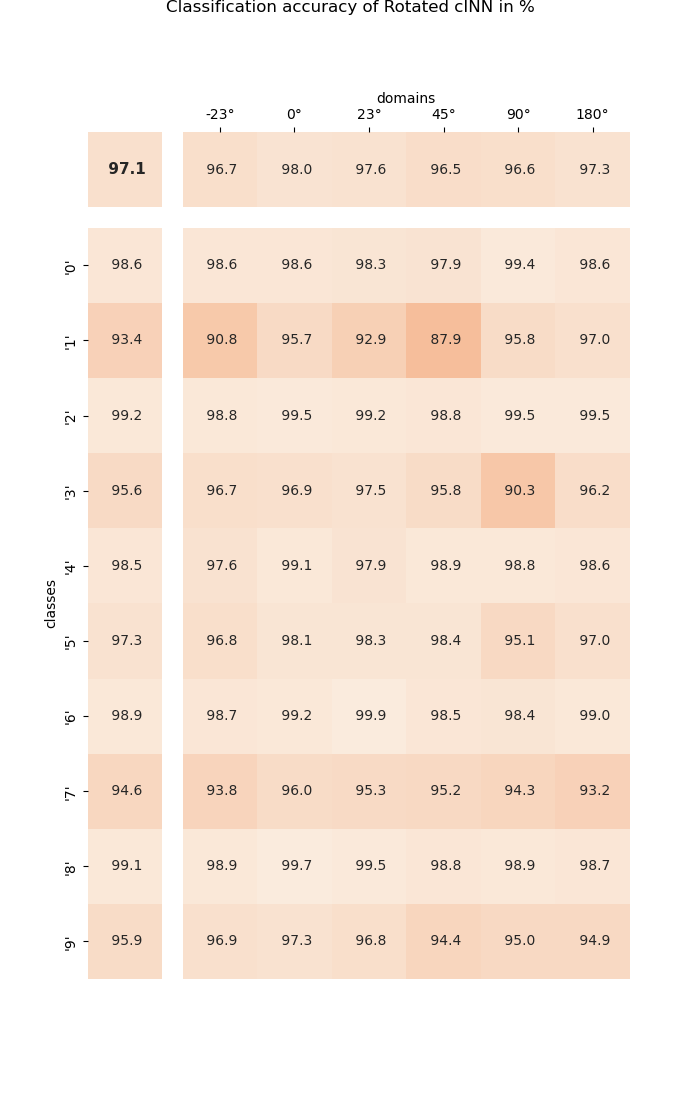 Classification accuracy of Rotated cINN in %
domains
-23° 0° 23° 45° 90° 180°
97.1 96.7 98.0 97.6 96.5 96.6 97.3
classes
'0' 98.6 98.6 98.6 98.3 97.9 99.4 98.6
'1' 93.4 90.8 95.7 92.9 87.9 95.8 97.0
'2' 99.2 98.8 99.5 99.2 98.8 99.5 99.5
'3' 95.6 96.7 96.9 97.5 95.8 90.3 96.2
'4' 98.5 97.6 99.1 97.9 98.9 98.8 98.6
'5' 97.3 96.8 98.1 98.3 98.4 95.1 97.0
'6' 98.9 98.7 99.2 99.9 98.5 98.4 99.0
'7' 94.6 93.8 96.0 95.3 95.2 94.3 93.2
'8' 99.1 98.9 99.7 99.5 98.8 98.9 98.7
'9' 95.9 96.9 97.3 96.8 94.4 95.0 94.9